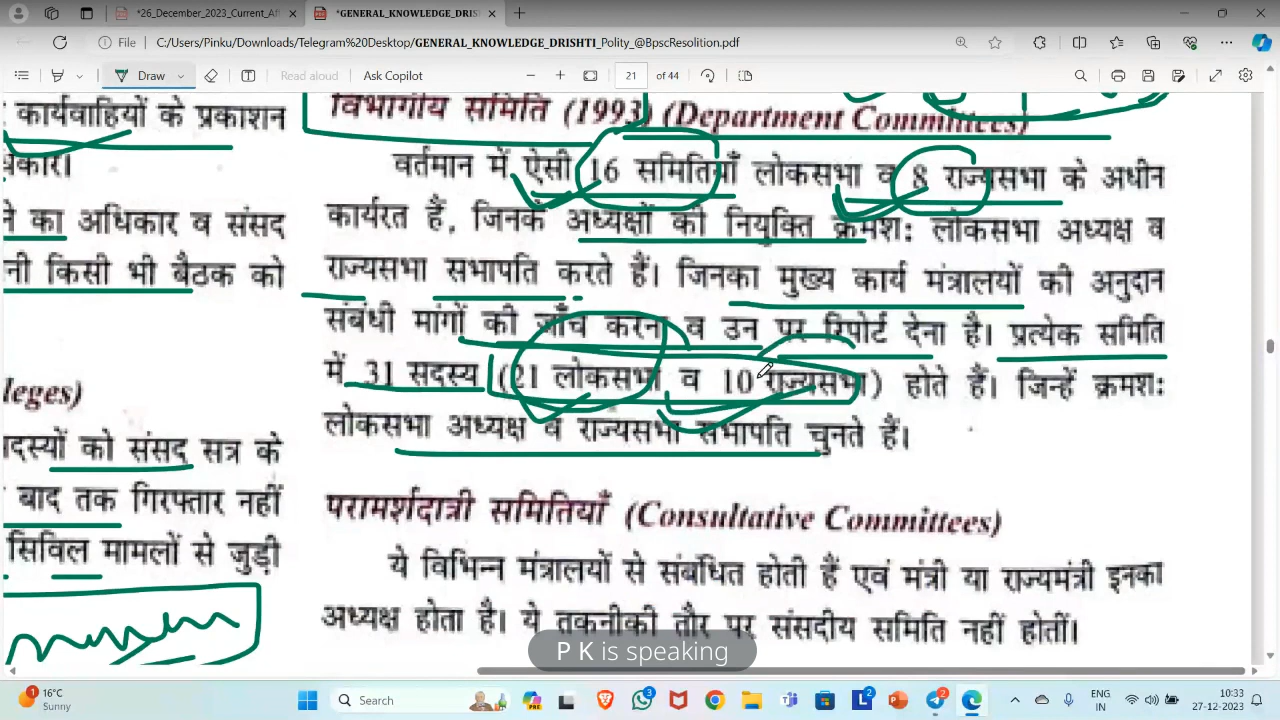 *26_December_2023_Current_Af
*GENERAL_KNOWLEDGE_DRIS
File
C:/Users/Pinku/Downloads/Telegram%20Desktop/GENERAL_KNOWLEDGE_DRISHTI_Polity_@BpscResolition.pdf
Draw
Read aloud
Ask Copilot
21
of 44
कार्यवाहियों के प्रकाशन
ने का अधिकार व संसद
नी किसी भी बैठक को
leges)
दस्यों को संसद सत्र के
बाद तक गिरफ्तार नहीं
सिविल मामलों से जुड़ी
विभागीय समिति (1993) (Department Committees)
वर्तमान में ऐसी 16 समितियाँ लोकसभा व 8 राज्यसभा के अधीन
कार्यरत हैं, जिनके अध्यक्षों की नियुक्ति क्रमशः लोकसभा अध्यक्ष व
राज्यसभा सभापति करते हैं। जिनका मुख्य कार्य मंत्रालयों की अनुदान
संबंधी मांगों की जाँच करना व उन पर रिपोर्ट देना है। प्रत्येक समिति
में 31 सदस्य (21 लोकसभा व 10 राज्यसभा) होते हैं। जिन्हें क्रमशः
लोकसभा अध्यक्ष व राज्यसभा सभापति चुनते हैं।
परामर्शदात्री समितियाँ (Consultative Committees)
ये विभिन्न मंत्रालयों से संबंधित होती हैं एवं मंत्री या राज्यमंत्री इनका
अध्यक्ष होता है। ये तकनीकी तौर पर संसदीय समिति नहीं होतीं।
P K is speaking
1
16°C
Sunny
Search
3
2
2
ENG
IN
10:33
27-12-2023